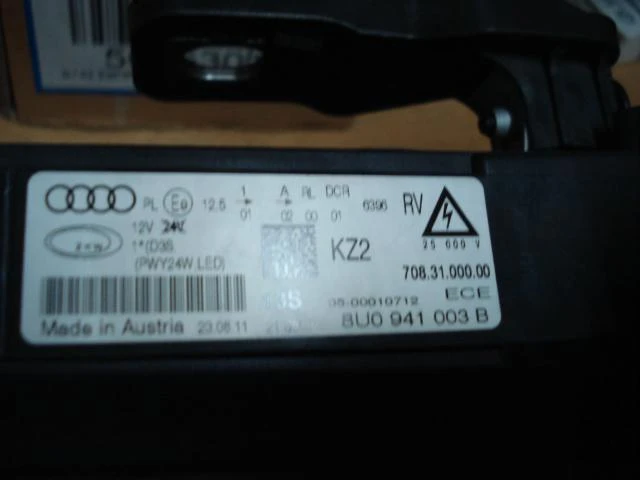 PL 12.5 1 A RL DCR 6396 RV
01 02 00 01
12V 24V
1*(D3S
(PWY24W,LED)
KZ2
25 000 V
708.31.000.00
05-00010712 ECE
Made in Austria 23.06.11
8U0 941 003 B